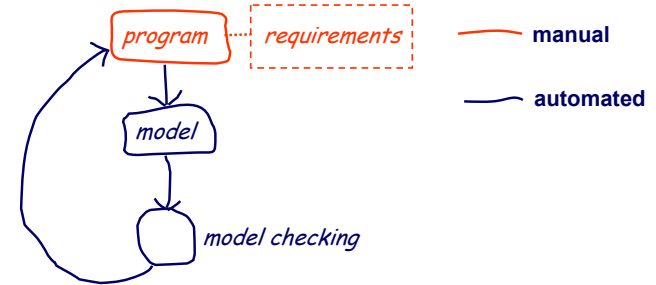 program
requirements
manual
automated
model
model checking